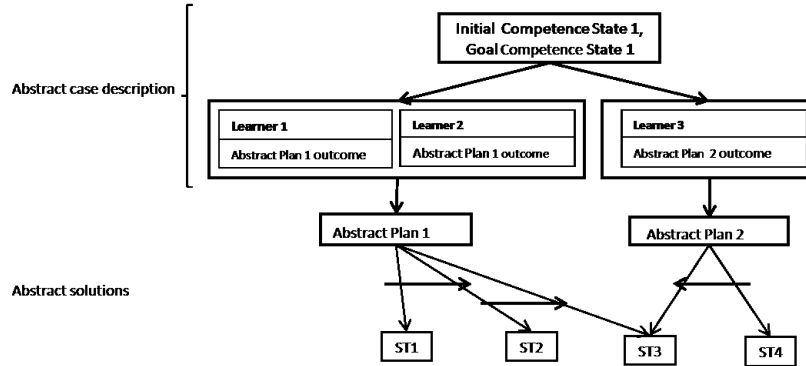 Initial Competence State 1,
Goal Competence State 1
Abstract case description
Learner 1
Abstract Plan 1 outcome
Learner 2
Abstract Plan 1 outcome
Learner 3
Abstract Plan 2 outcome
Abstract Plan 1
Abstract Plan 2
Abstract solutions
ST1
ST2
ST3
ST4